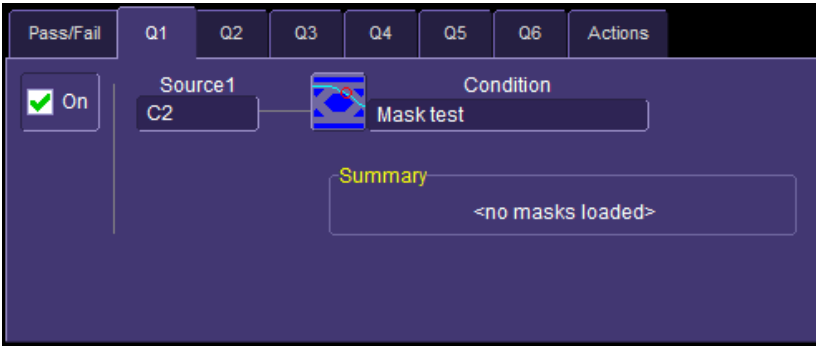 Pass/Fail Q1 Q2 Q3 Q4 Q5 Q6 Actions
On
Source1 Condition
C2 Mask test
Summary
<no masks loaded>